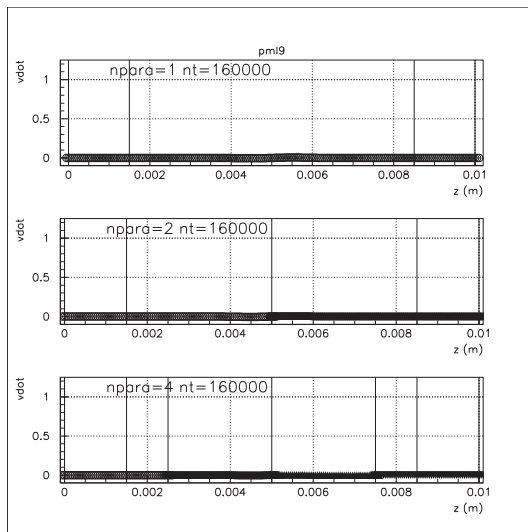 pml9
npara=1 nt=160000
vdot
1
0.5
0
0 0.002 0.004 0.006 0.008 0.01
z (m)
npara=2 nt=160000
vdot
1
0.5
0
0 0.002 0.004 0.006 0.008 0.01
z (m)
npara=4 nt=160000
vdot
1
0.5
0
0 0.002 0.004 0.006 0.008 0.01
z (m)